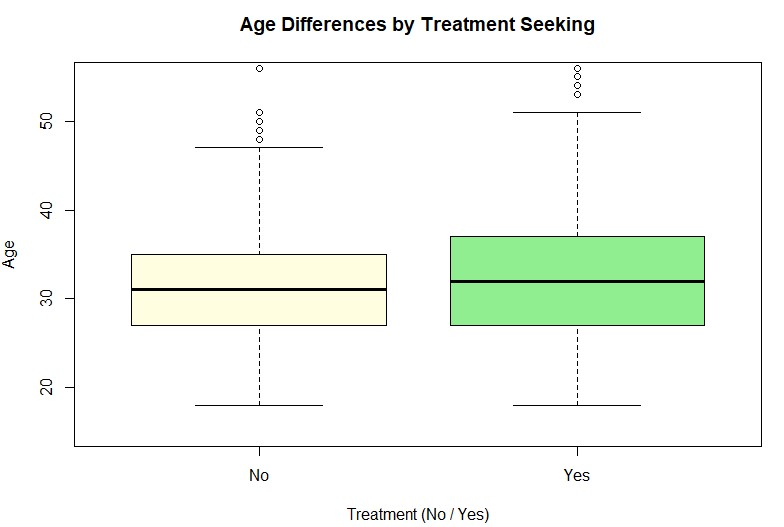 Age Differences by Treatment Seeking
50
40
30
20
Age
No
Yes
Treatment (No / Yes)